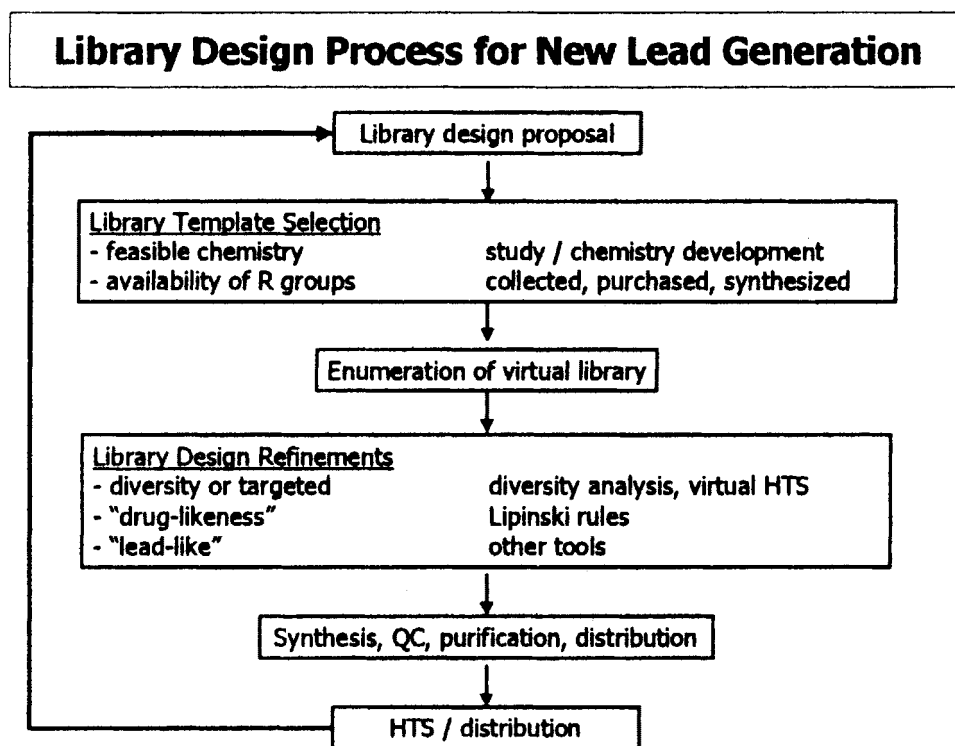 Library Design Process for New Lead Generation
Library design proposal
Library Template Selection
- feasible chemistry study / chemistry development
- availability of R groups collected, purchased, synthesized
Enumeration of virtual library
Library Design Refinements
- diversity or targeted diversity analysis, virtual HTS
- “drug-likeness” Lipinski rules
- “lead-like” other tools
Synthesis, QC, purification, distribution
HTS / distribution